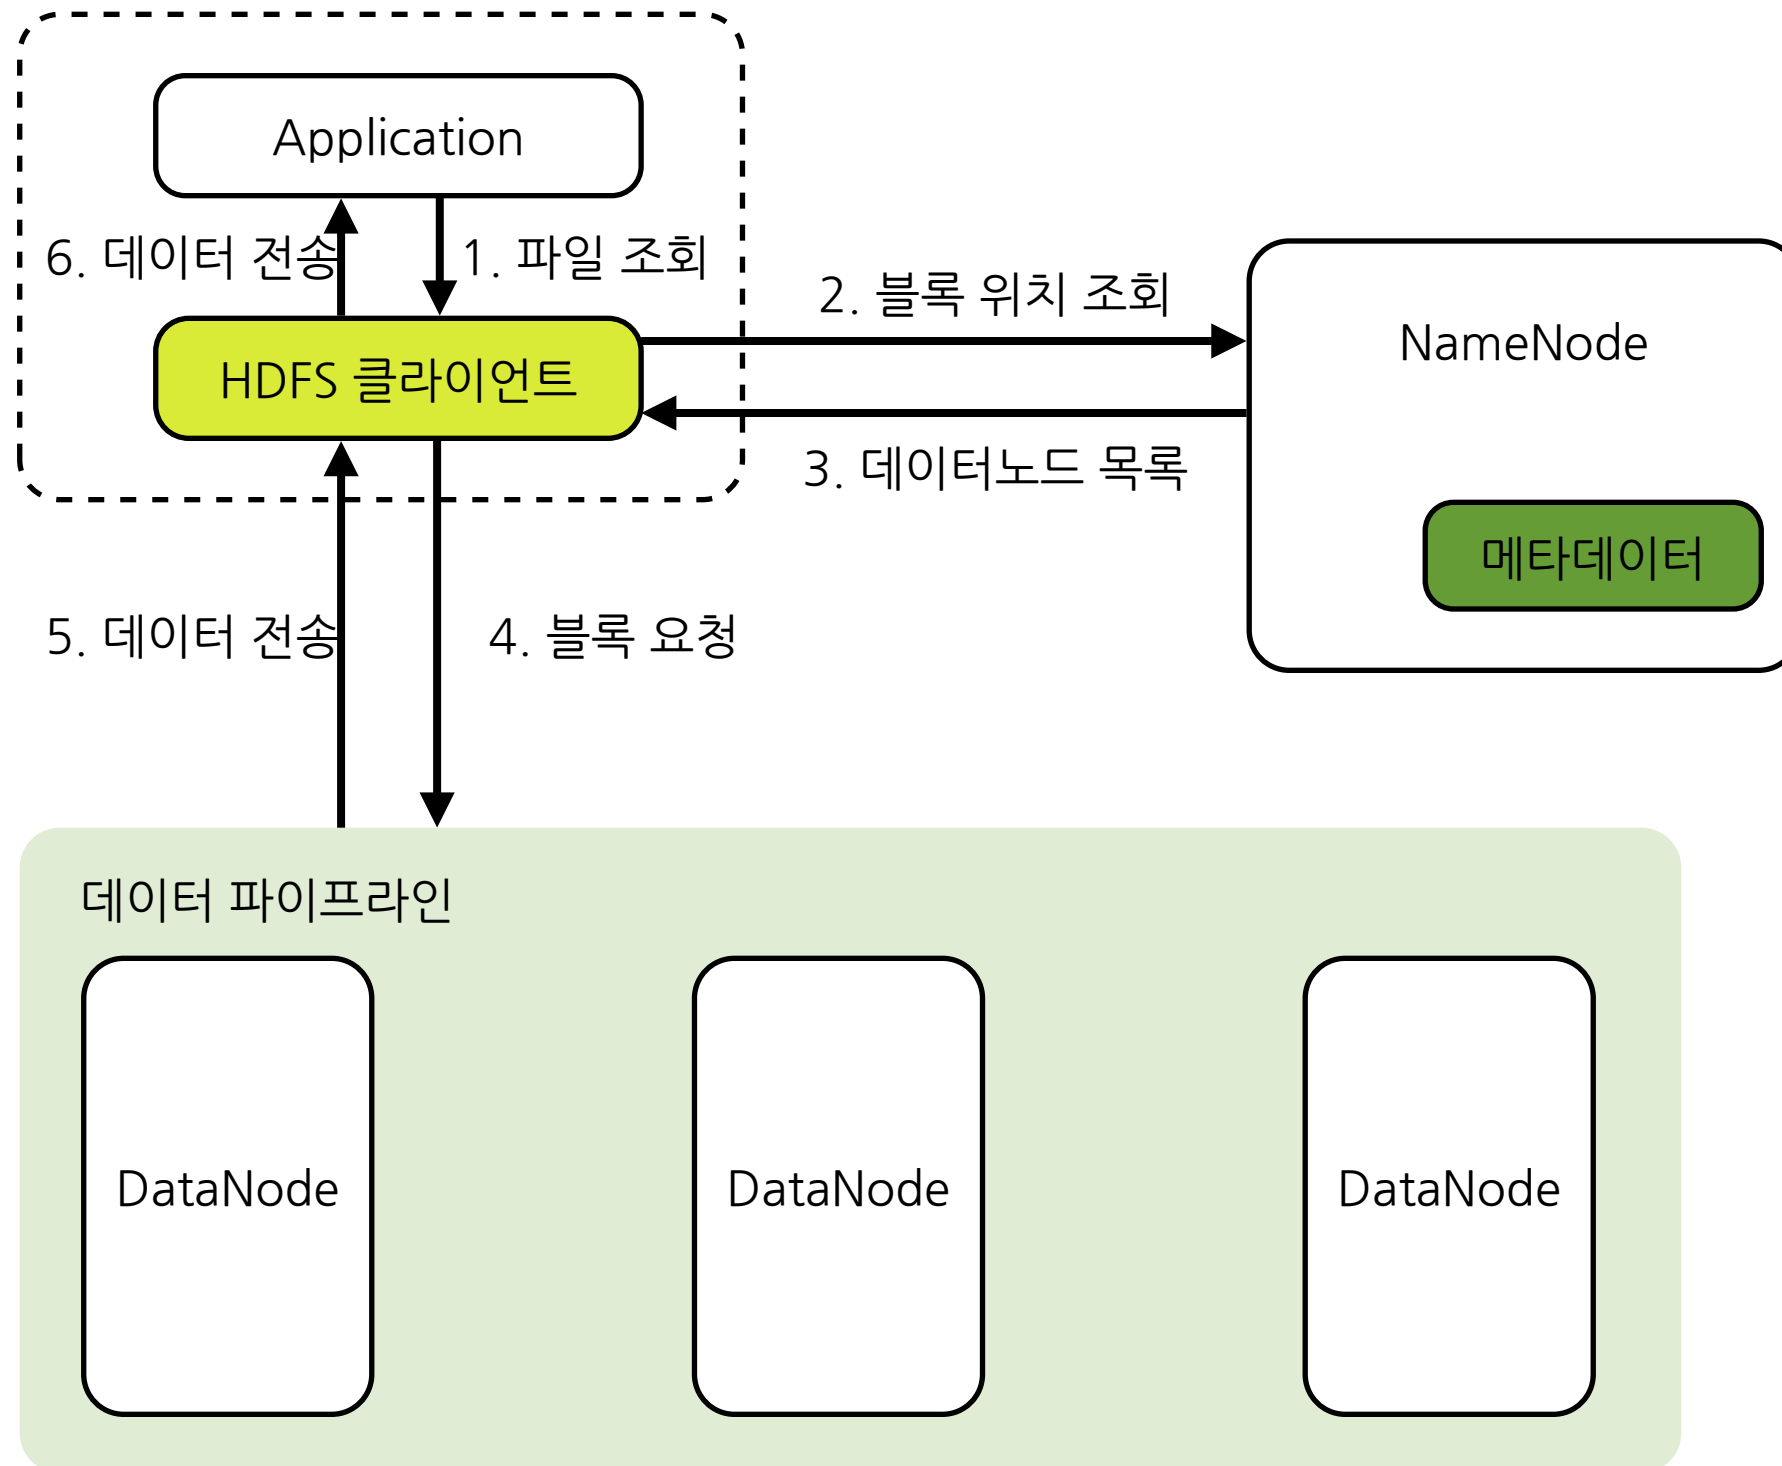 Application
6. 데이터 전송
1. 파일 조회
2. 블록 위치 조회
HDFS 클라이언트
NameNode
3. 데이터노드 목록
메타데이터
5. 데이터 전송
4. 블록 요청
데이터 파이프라인
DataNode
DataNode
DataNode